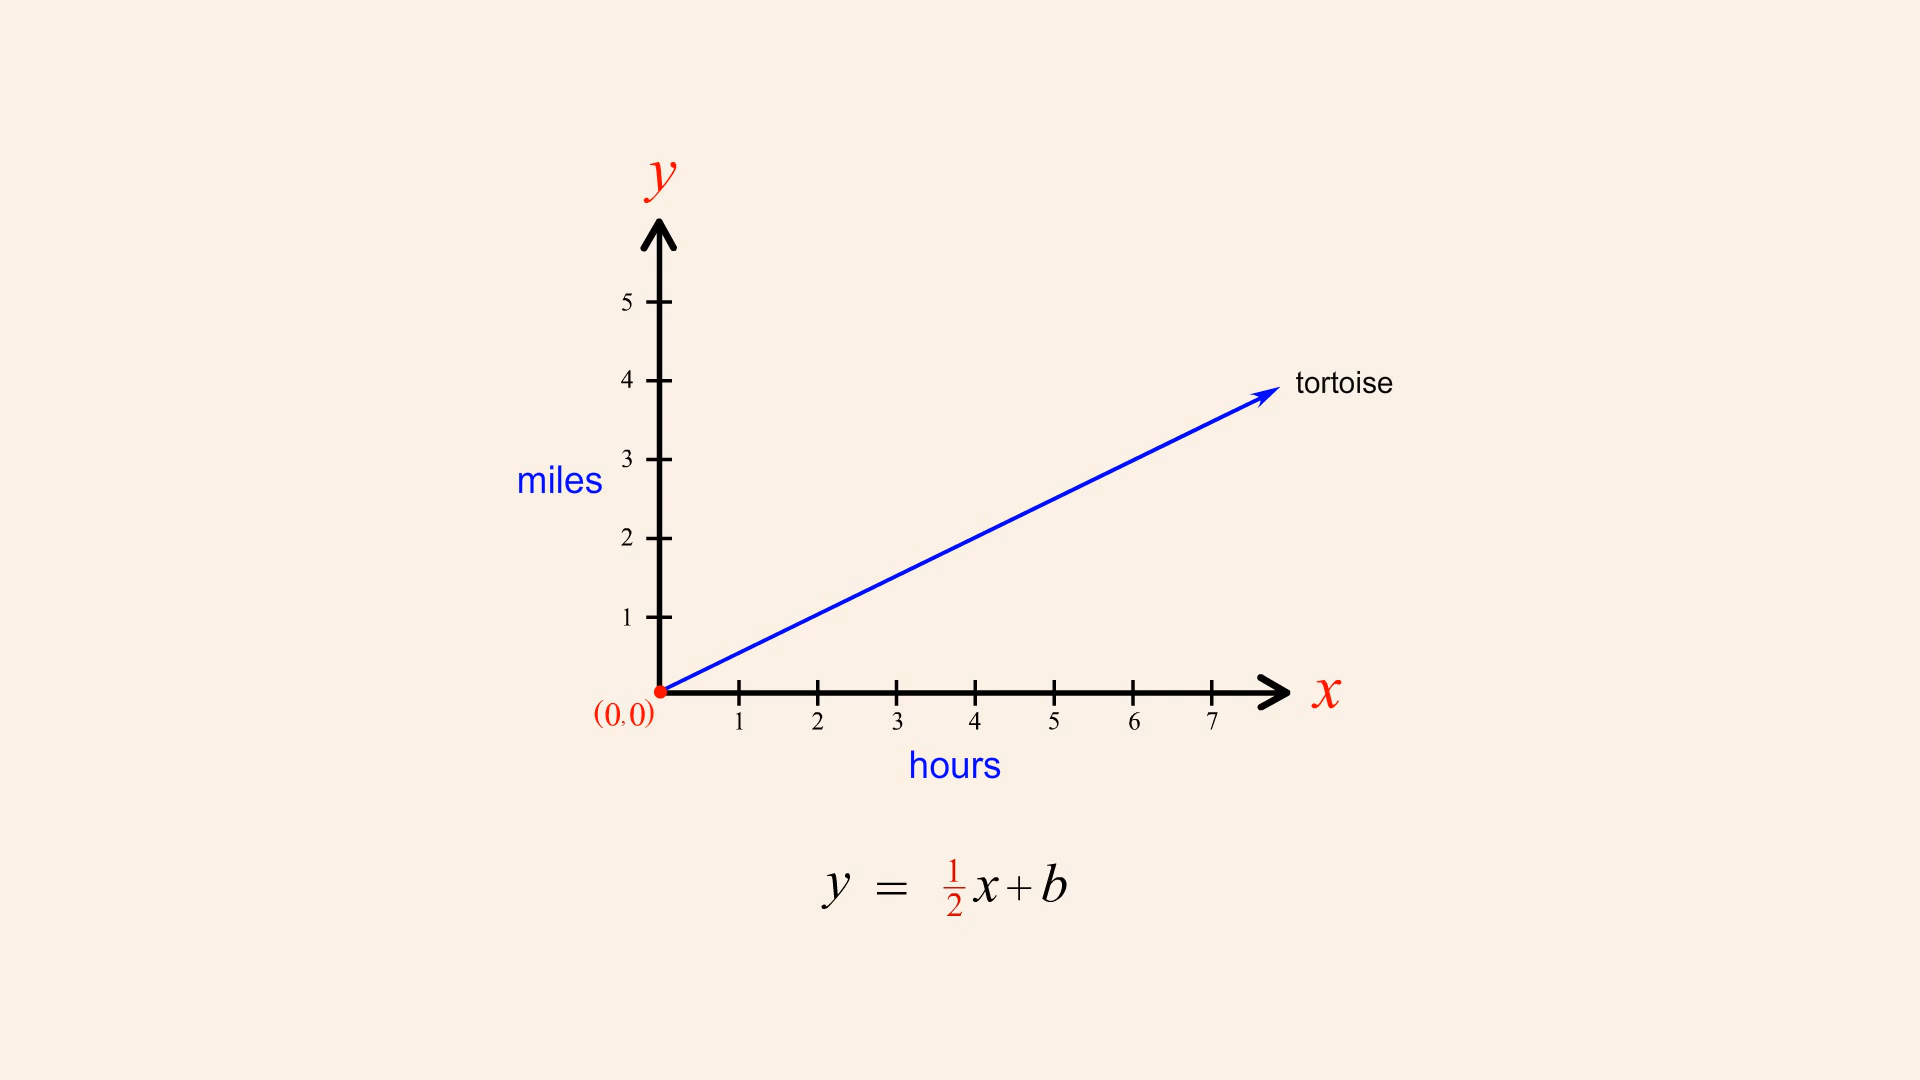 y
5
4
tortoise
3
miles
2
1
(0,0)
x
1 2 3 4 5 6 7
hours
y = 1/2 x + b